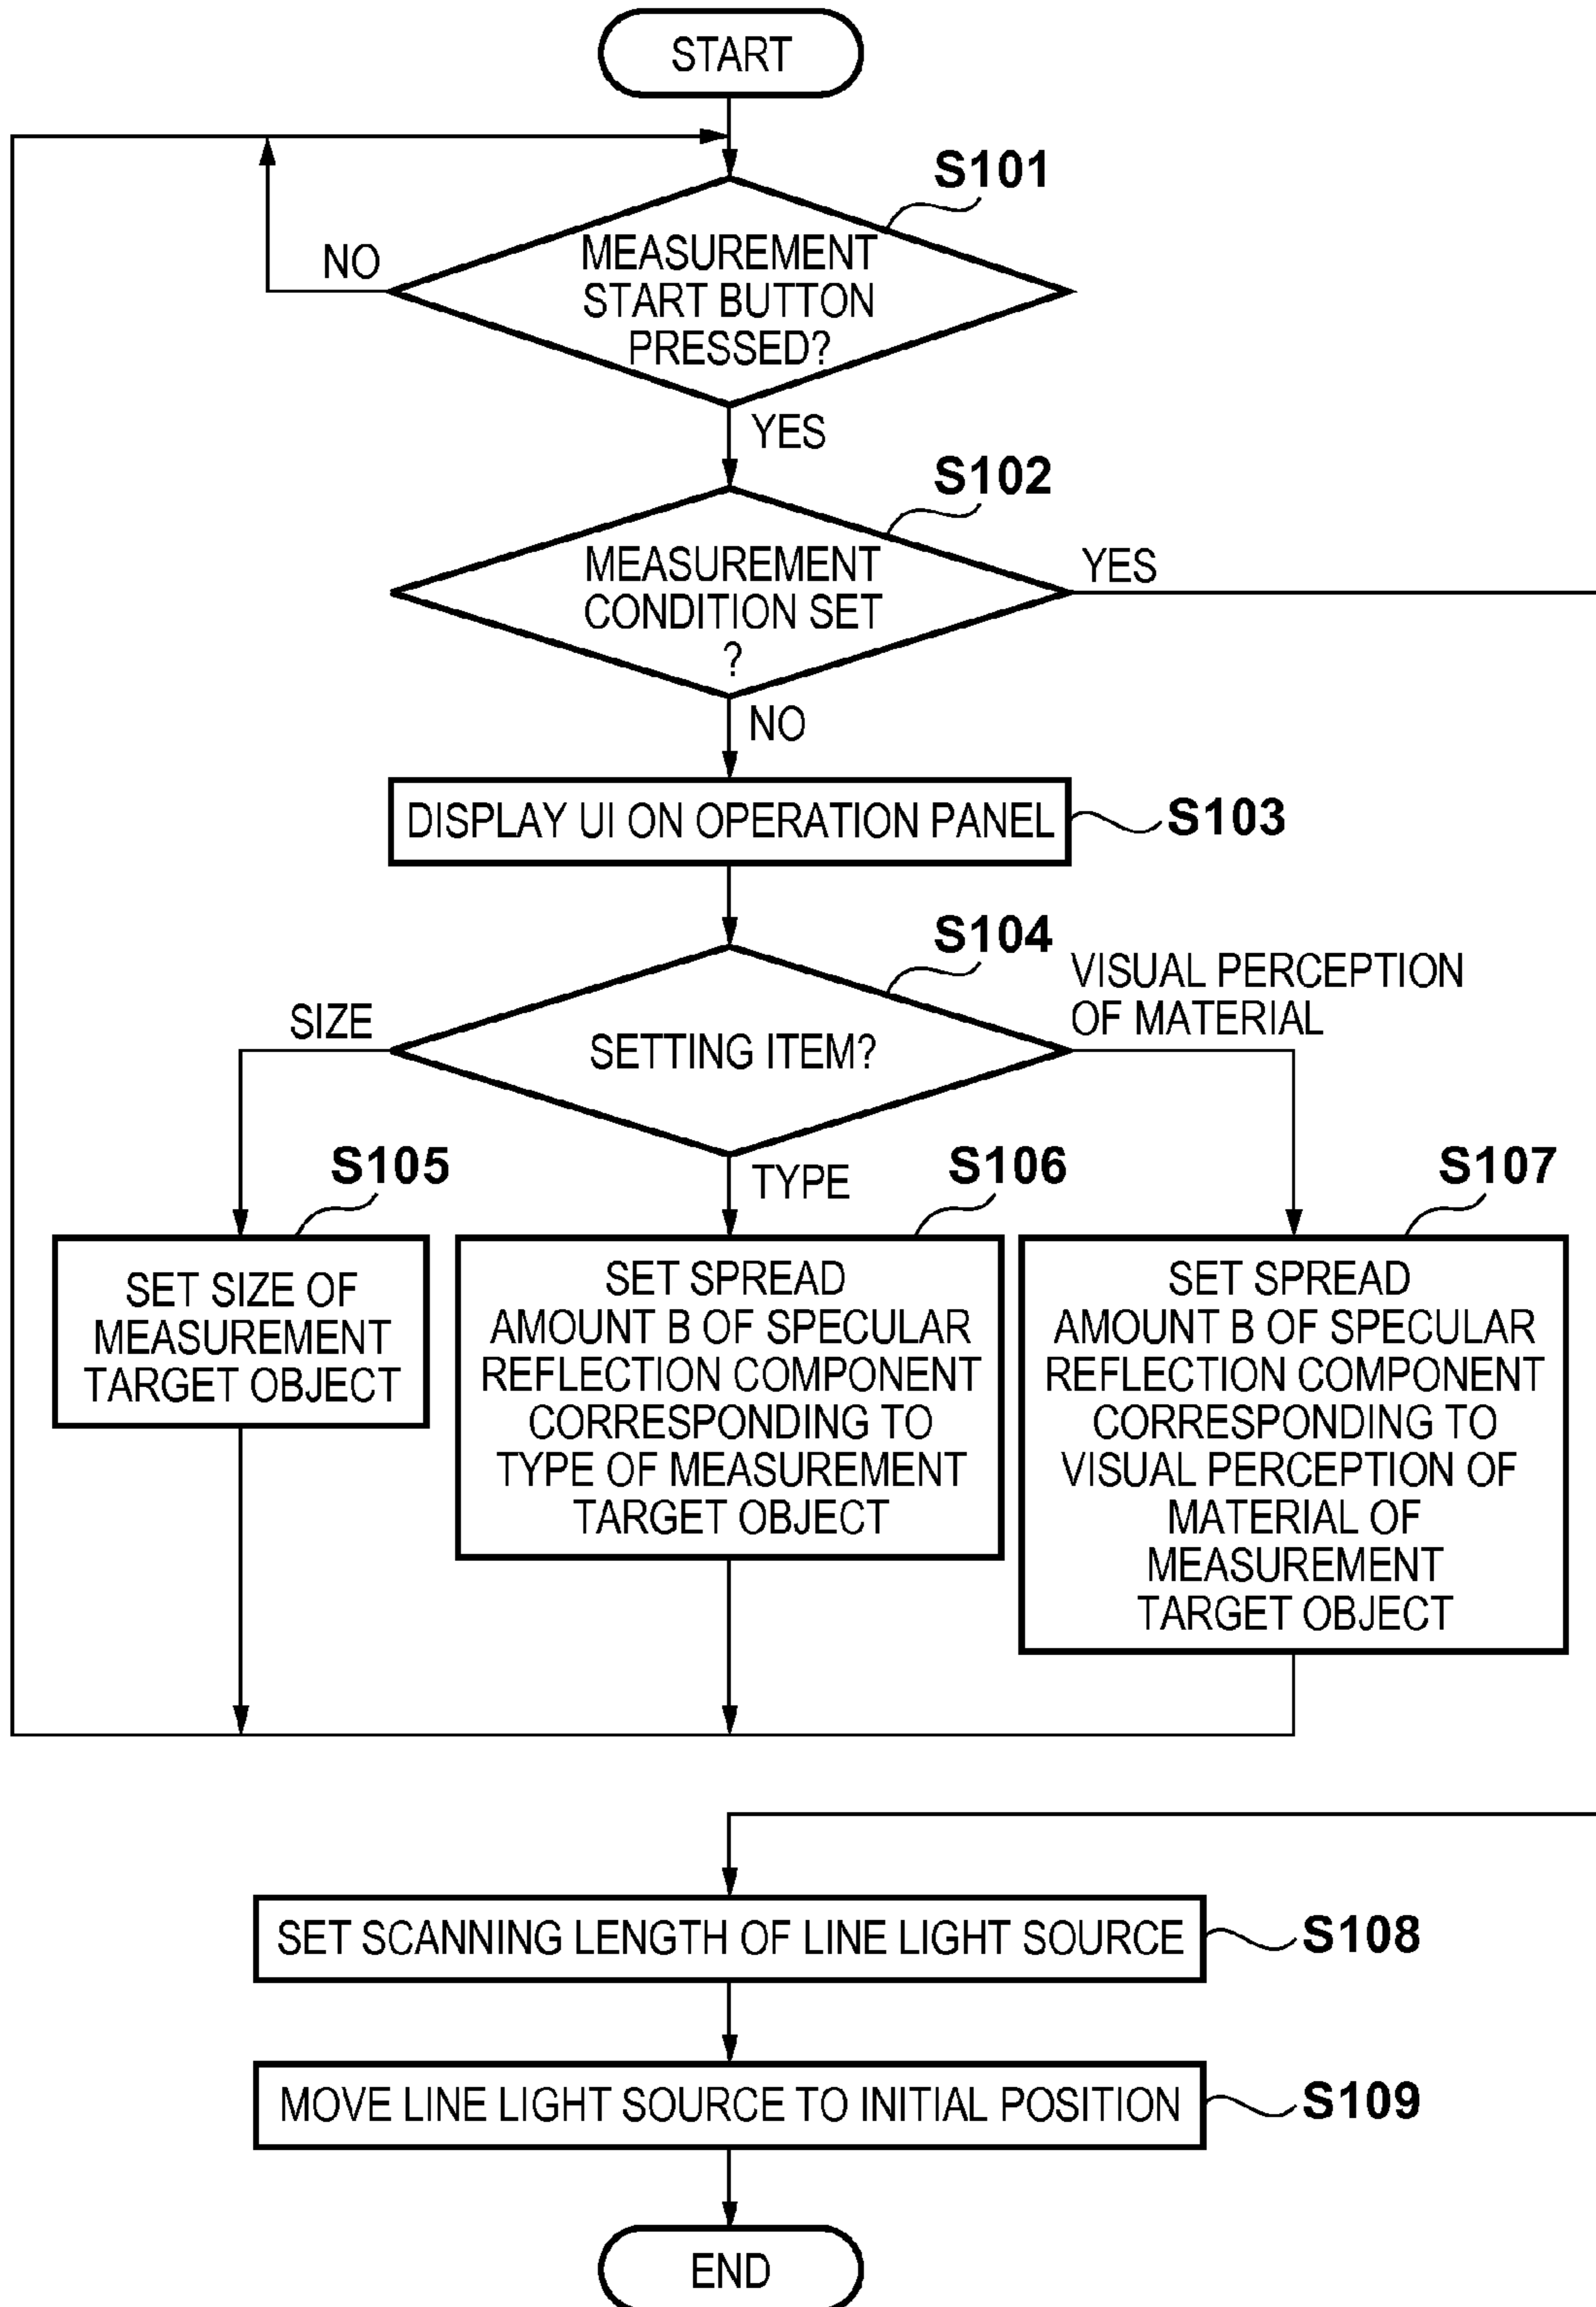 START
S101
NO
MEASUREMENT
START BUTTON
PRESSED?
YES
S102
MEASUREMENT
CONDITION SET
?
YES
NO
DISPLAY UI ON OPERATION PANEL
S103
S104
VISUAL PERCEPTION
OF MATERIAL
SIZE
SETTING ITEM?
TYPE
S105
SET SIZE OF
MEASUREMENT
TARGET OBJECT
S106
SET SPREAD
AMOUNT B OF SPECULAR
REFLECTION COMPONENT
CORRESPONDING TO
TYPE OF MEASUREMENT
TARGET OBJECT
S107
SET SPREAD
AMOUNT B OF SPECULAR
REFLECTION COMPONENT
CORRESPONDING TO
VISUAL PERCEPTION OF
MATERIAL OF
MEASUREMENT
TARGET OBJECT
SET SCANNING LENGTH OF LINE LIGHT SOURCE
S108
MOVE LINE LIGHT SOURCE TO INITIAL POSITION
S109
END